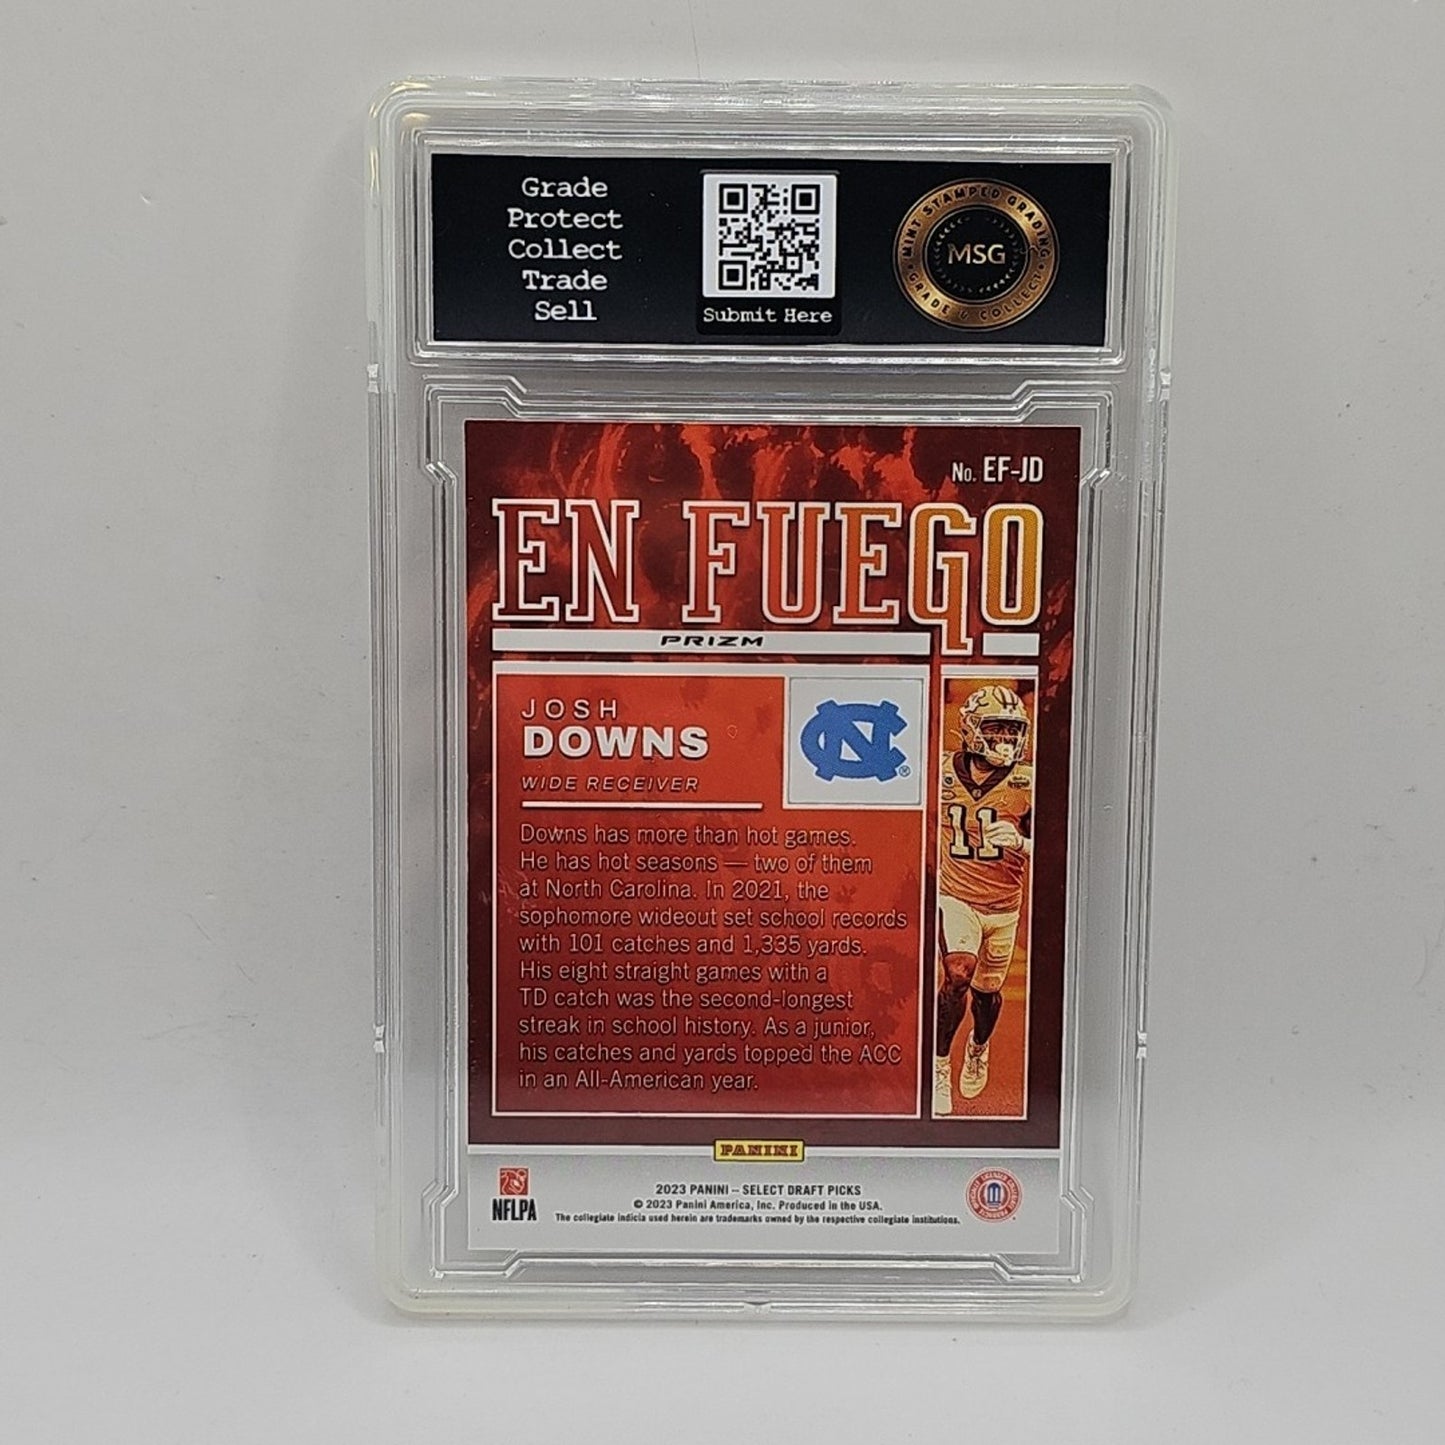 Grade
Protect
Collect
Trade
Sell
Submit Here
MINT STAMPED GRADING
MSG
GRADE & COLLECT
No. EF-JD
EN FUEGO
PRIZM
JOSH
DOWNS
WIDE RECEIVER
NC®
11
Downs has more than hot games.
He has hot seasons — two of them
at North Carolina. In 2021, the
sophomore wideout set school records
with 101 catches and 1,335 yards.
His eight straight games with a
TD catch was the second-longest
streak in school history. As a junior,
his catches and yards topped the ACC
in an All-American year.
PANINI
NFLPA
2023 PANINI – SELECT DRAFT PICKS
© 2023 Panini America, Inc. Produced in the USA.
The collegiate indicia used herein are trademarks owned by the respective collegiate institutions.